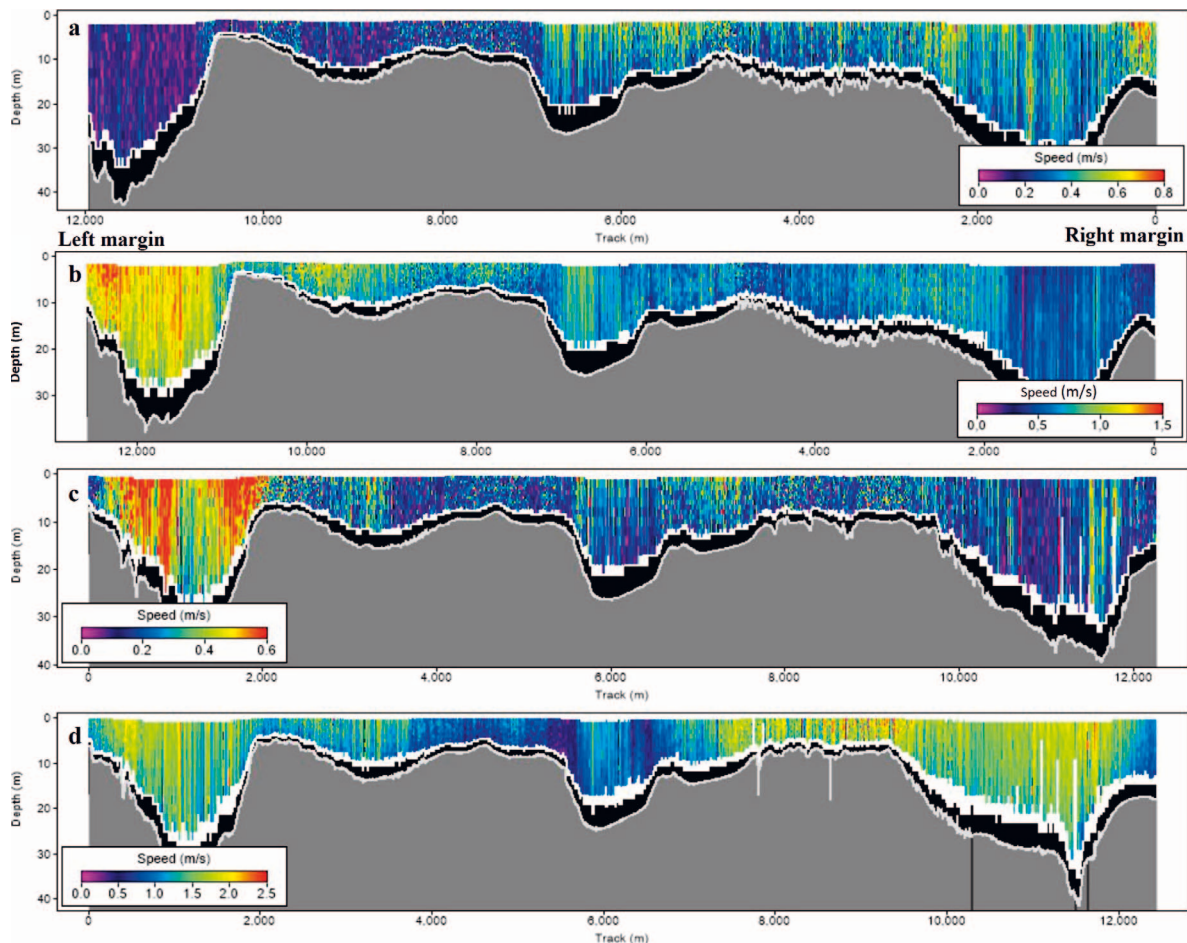 a
0
10
20
30
40
Depth (m)
Speed (m/s)
0.0 0.2 0.4 0.6 0.8
12.000 10.000 8.000 6.000 4.000 2.000 0
Track (m)
Left margin Right margin
b
0
10
20
30
Depth (m)
Speed (m/s)
0,0 0,5 1,0 1,5
12.000 10.000 8.000 6.000 4.000 2.000 0
Track (m)
c
0
10
20
30
40
Depth (m)
Speed (m/s)
0.0 0.2 0.4 0.6
0 2.000 4.000 6.000 8.000 10.000 12.000
Track (m)
d
0
10
20
30
40
Depth (m)
Speed (m/s)
0.0 0.5 1.0 1.5 2.0 2.5
0 2.000 4.000 6.000 8.000 10.000 12.000
Track (m)